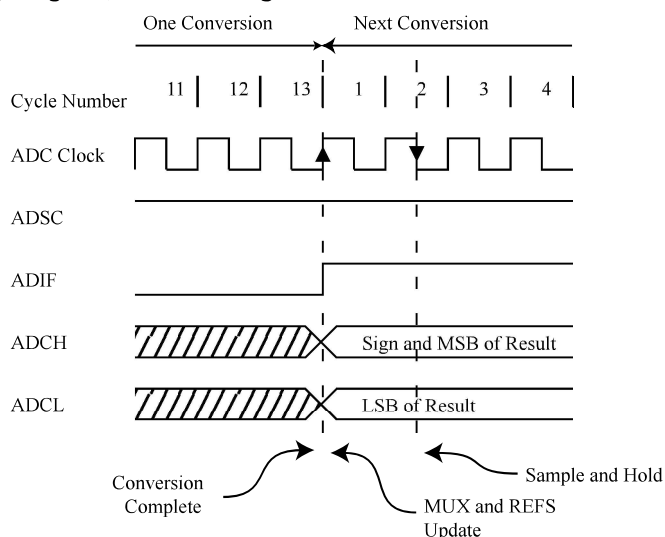 One Conversion
Next Conversion
Cycle Number
11
12
13
1
2
3
4
ADC Clock
ADSC
ADIF
ADCH
Sign and MSB of Result
ADCL
LSB of Result
Conversion
Complete
MUX and REFS
Update
Sample and Hold